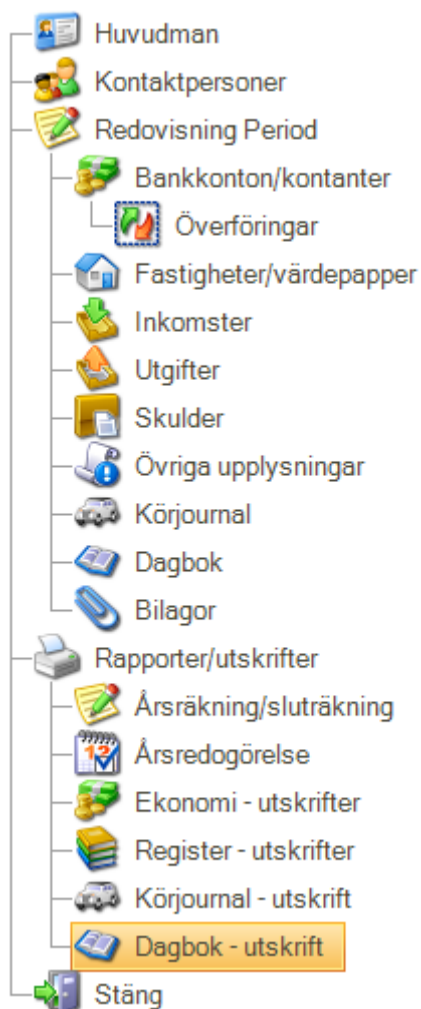 Huvudman
Kontaktpersoner
Redovisning Period
Bankkonton/kontanter
Överföringar
Fastigheter/värdepapper
Inkomster
Utgifter
Skulder
Övriga upplysningar
Körjournal
Dagbok
Bilagor
Rapporter/utskrifter
Årsräkning/sluträkning
Årsredogörelse
Ekonomi - utskrifter
Register - utskrifter
Körjournal - utskrift
Dagbok - utskrift
Stäng